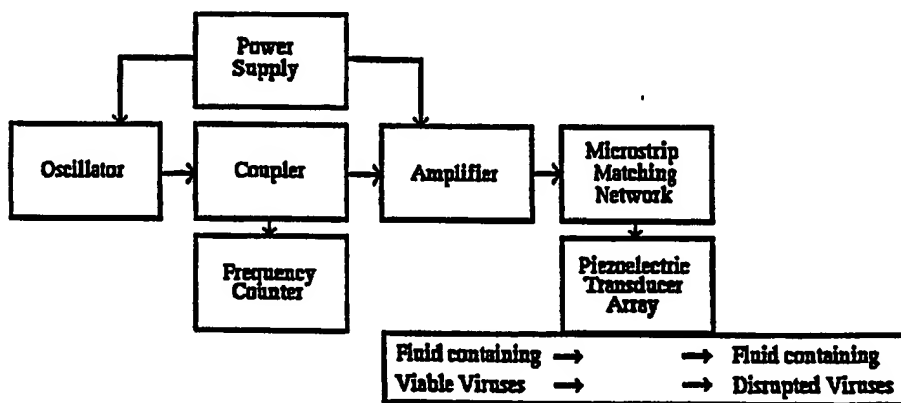 Power
Supply
Oscillator
Coupler
Amplifier
Microstrip
Matching
Network
Frequency
Counter
Piezoelectric
Transducer
Array
Fluid containing → → Fluid containing
Viable Viruses → → Disrupted Viruses